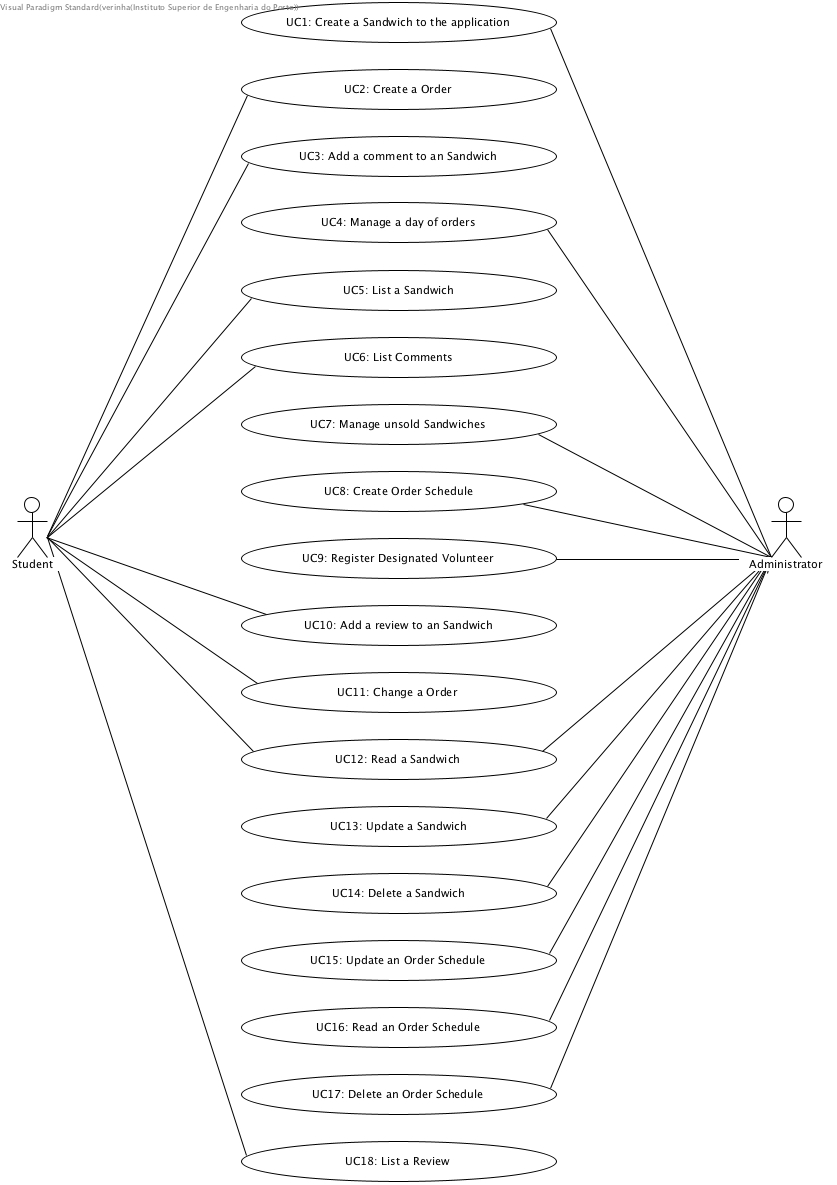 Visual Paradigm Standard(verinha(Instituto Superior de Engenharia do Porto))
UC1: Create a Sandwich to the application
UC2: Create a Order
UC3: Add a comment to an Sandwich
UC4: Manage a day of orders
UC5: List a Sandwich
UC6: List Comments
UC7: Manage unsold Sandwiches
UC8: Create Order Schedule
UC9: Register Designated Volunteer
Student
Administrator
UC10: Add a review to an Sandwich
UC11: Change a Order
UC12: Read a Sandwich
UC13: Update a Sandwich
UC14: Delete a Sandwich
UC15: Update an Order Schedule
UC16: Read an Order Schedule
UC17: Delete an Order Schedule
UC18: List a Review